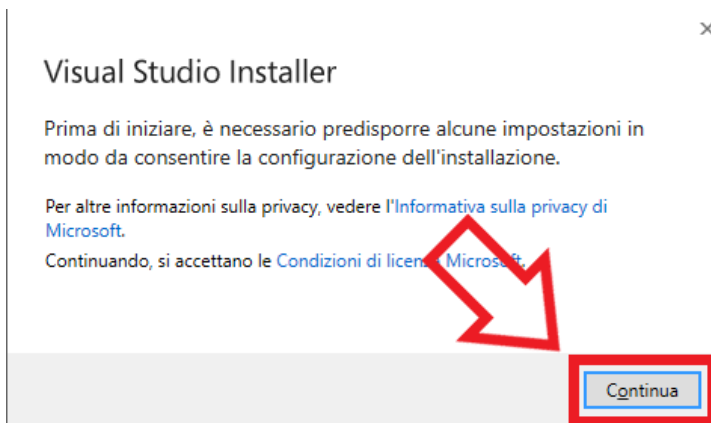 Visual Studio Installer
Prima di iniziare, è necessario predisporre alcune impostazioni in
modo da consentire la configurazione dell'installazione.
Per altre informazioni sulla privacy, vedere l'Informativa sulla privacy di
Microsoft.
Continuando, si accettano le Condizioni di licenza Microsoft.
Continua